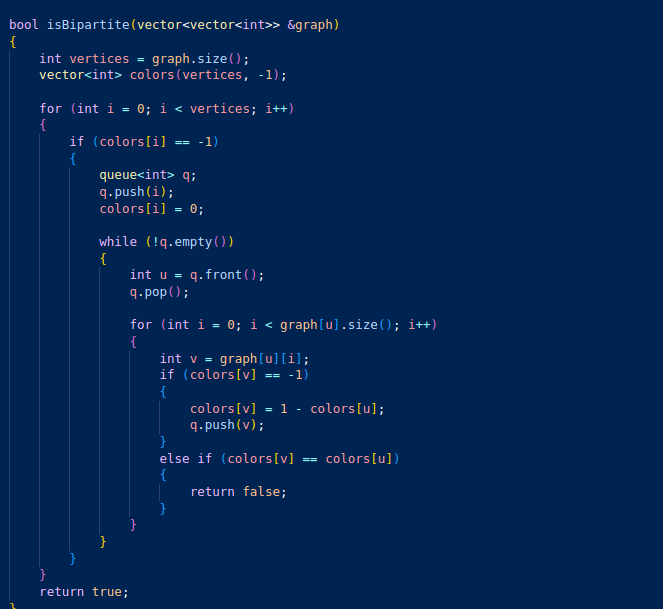 bool isBipartite(vector<vector<int>> &graph)
{
    int vertices = graph.size();
    vector<int> colors(vertices, -1);

    for (int i = 0; i < vertices; i++)
    {
        if (colors[i] == -1)
        {
            queue<int> q;
            q.push(i);
            colors[i] = 0;

            while (!q.empty())
            {
                int u = q.front();
                q.pop();

                for (int i = 0; i < graph[u].size(); i++)
                {
                    int v = graph[u][i];
                    if (colors[v] == -1)
                    {
                        colors[v] = 1 - colors[u];
                        q.push(v);
                    }
                    else if (colors[v] == colors[u])
                    {
                        return false;
                    }
                }
            }
        }
    }
    return true;
}